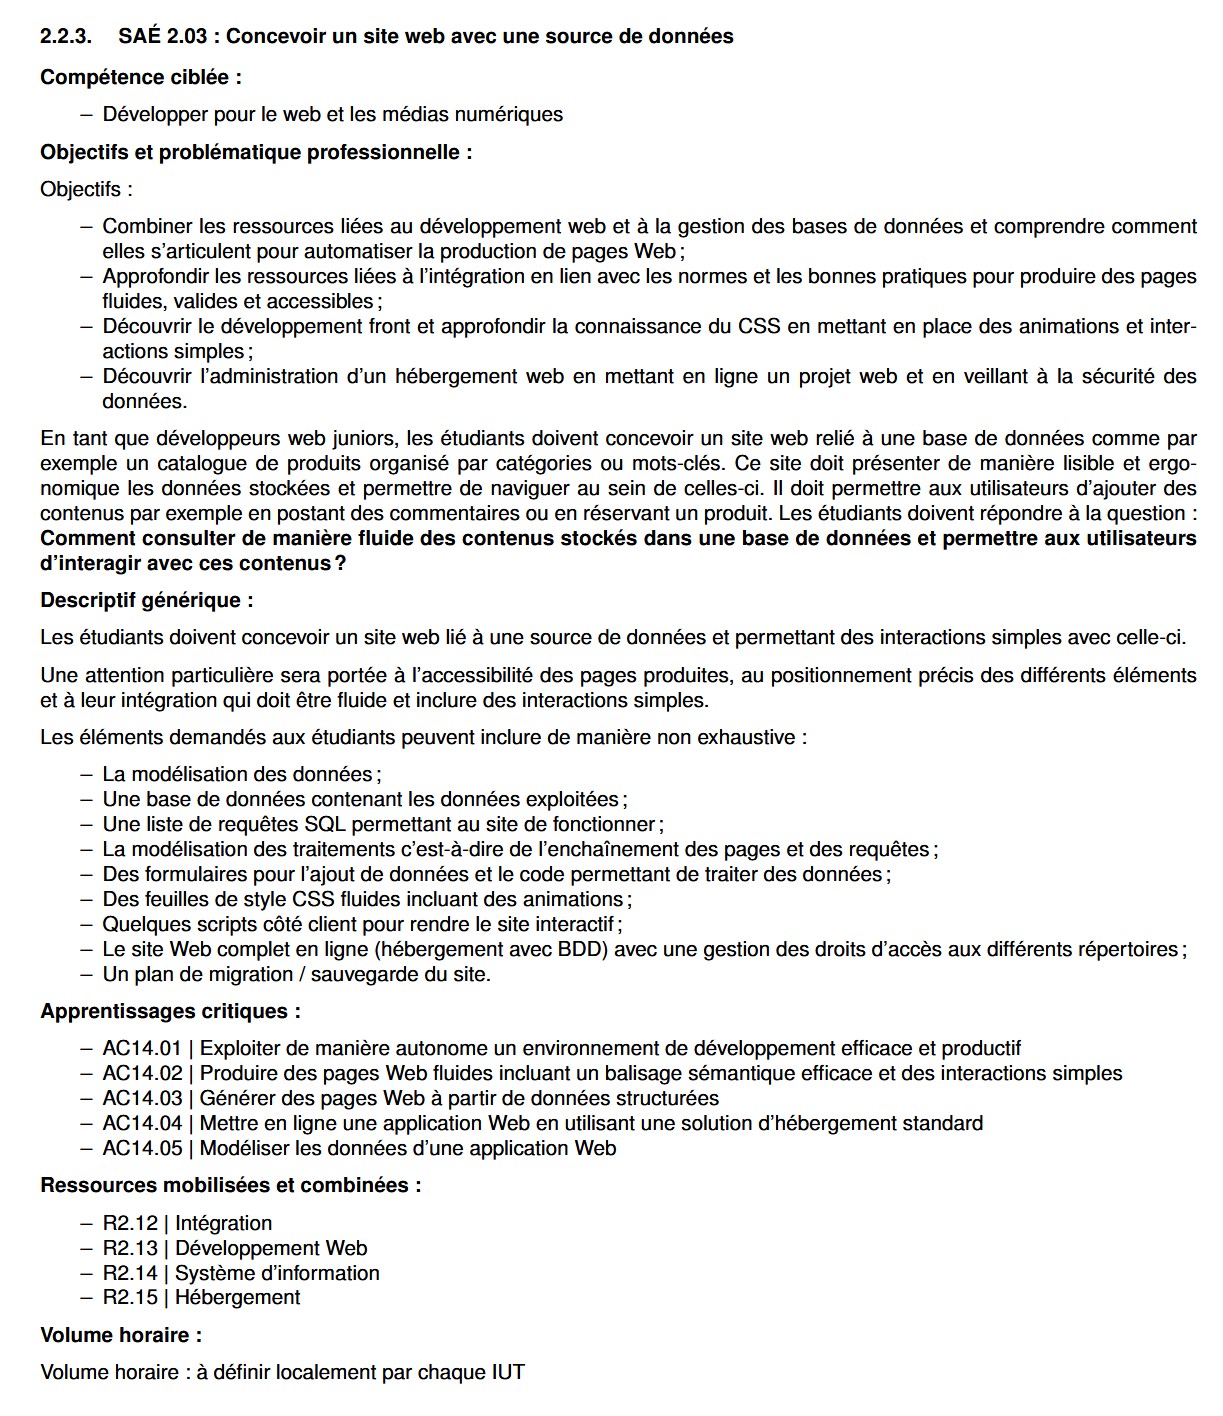 2.2.3. SAÉ 2.03 : Concevoir un site web avec une source de données
Compétence ciblée :
– Développer pour le web et les médias numériques
Objectifs et problématique professionnelle :
Objectifs :
– Combiner les ressources liées au développement web et à la gestion des bases de données et comprendre comment
elles s'articulent pour automatiser la production de pages Web ;
– Approfondir les ressources liées à l'intégration en lien avec les normes et les bonnes pratiques pour produire des pages
fluides, valides et accessibles ;
– Découvrir le développement front et approfondir la connaissance du CSS en mettant en place des animations et inter-
actions simples ;
– Découvrir l'administration d'un hébergement web en mettant en ligne un projet web et en veillant à la sécurité des
données.
En tant que développeurs web juniors, les étudiants doivent concevoir un site web relié à une base de données comme par
exemple un catalogue de produits organisé par catégories ou mots-clés. Ce site doit présenter de manière lisible et ergo-
nomique les données stockées et permettre de naviguer au sein de celles-ci. Il doit permettre aux utilisateurs d'ajouter des
contenus par exemple en postant des commentaires ou en réservant un produit. Les étudiants doivent répondre à la question :
Comment consulter de manière fluide des contenus stockés dans une base de données et permettre aux utilisateurs
d'interagir avec ces contenus ?
Descriptif générique :
Les étudiants doivent concevoir un site web lié à une source de données et permettant des interactions simples avec celle-ci.
Une attention particulière sera portée à l'accessibilité des pages produites, au positionnement précis des différents éléments
et à leur intégration qui doit être fluide et inclure des interactions simples.
Les éléments demandés aux étudiants peuvent inclure de manière non exhaustive :
– La modélisation des données ;
– Une base de données contenant les données exploitées ;
– Une liste de requêtes SQL permettant au site de fonctionner ;
– La modélisation des traitements c'est-à-dire de l'enchaînement des pages et des requêtes ;
– Des formulaires pour l'ajout de données et le code permettant de traiter des données ;
– Des feuilles de style CSS fluides incluant des animations ;
– Quelques scripts côté client pour rendre le site interactif ;
– Le site Web complet en ligne (hébergement avec BDD) avec une gestion des droits d'accès aux différents répertoires ;
– Un plan de migration / sauvegarde du site.
Apprentissages critiques :
– AC14.01 | Exploiter de manière autonome un environnement de développement efficace et productif
– AC14.02 | Produire des pages Web fluides incluant un balisage sémantique efficace et des interactions simples
– AC14.03 | Générer des pages Web à partir de données structurées
– AC14.04 | Mettre en ligne une application Web en utilisant une solution d'hébergement standard
– AC14.05 | Modéliser les données d'une application Web
Ressources mobilisées et combinées :
– R2.12 | Intégration
– R2.13 | Développement Web
– R2.14 | Système d'information
– R2.15 | Hébergement
Volume horaire :
Volume horaire : à définir localement par chaque IUT